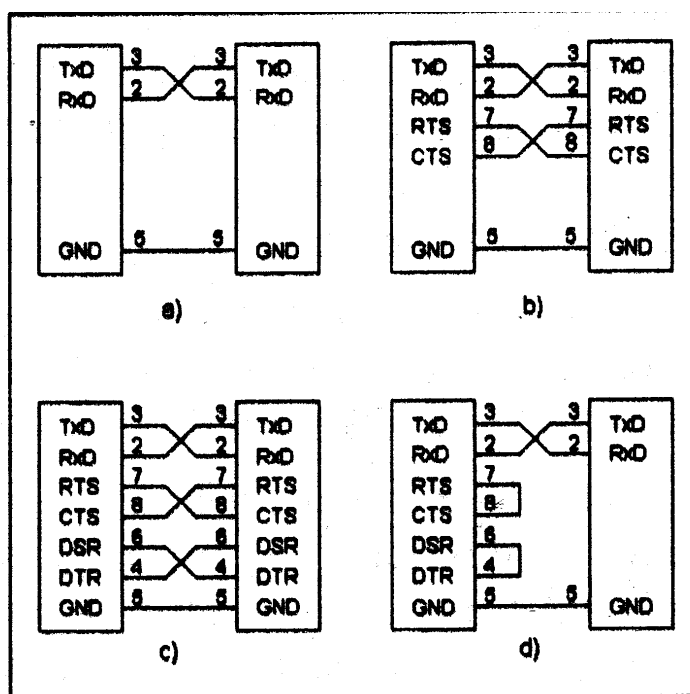 3 3
TxD TxD
2 2
RxD RxD
GND 5 5 GND
a)
3 3
TxD TxD
2 2
RxD RxD
7 7
RTS RTS
8 8
CTS CTS
5 5
GND GND
b)
3 3
TxD TxD
2 2
RxD RxD
7 7
RTS RTS
8 8
CTS CTS
6 6
DSR DSR
4 4
DTR DTR
5 5
GND GND
c)
3 3
TxD TxD
2 2
RxD RxD
7
RTS
8
CTS
6
DSR
4
DTR
5 5
GND GND
d)